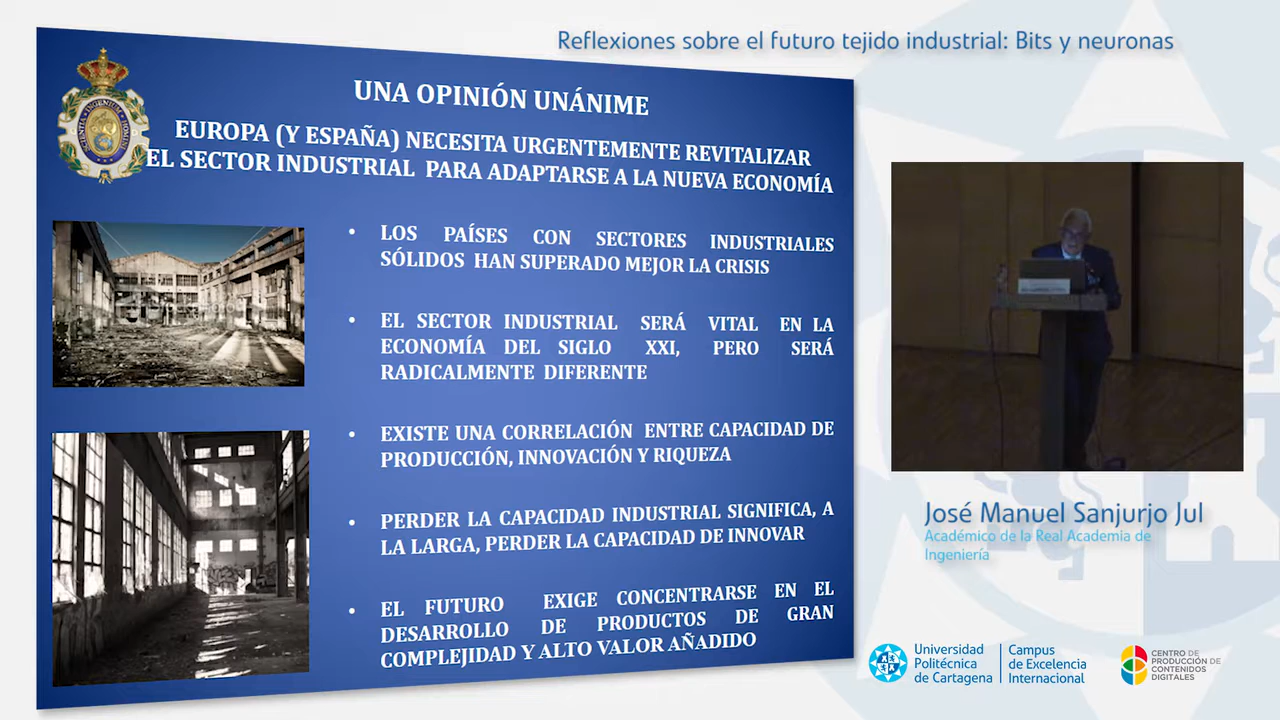 Reflexiones sobre el futuro tejido industrial: Bits y neuronas
UNA OPINIÓN UNÁNIME
EUROPA (Y ESPAÑA) NECESITA URGENTEMENTE REVITALIZAR
EL SECTOR INDUSTRIAL PARA ADAPTARSE A LA NUEVA ECONOMÍA
• LOS PAÍSES CON SECTORES INDUSTRIALES
SÓLIDOS HAN SUPERADO MEJOR LA CRISIS
• EL SECTOR INDUSTRIAL SERÁ VITAL EN LA
ECONOMÍA DEL SIGLO XXI, PERO SERÁ
RADICALMENTE DIFERENTE
• EXISTE UNA CORRELACIÓN ENTRE CAPACIDAD DE
PRODUCCIÓN, INNOVACIÓN Y RIQUEZA
• PERDER LA CAPACIDAD INDUSTRIAL SIGNIFICA, A
LA LARGA, PERDER LA CAPACIDAD DE INNOVAR
• EL FUTURO EXIGE CONCENTRARSE EN EL
DESARROLLO DE PRODUCTOS DE GRAN
COMPLEJIDAD Y ALTO VALOR AÑADIDO
José Manuel Sanjurjo Jul
Académico de la Real Academia de
Ingeniería
Universidad
Politécnica
de Cartagena
Campus
de Excelencia
Internacional
CENTRO DE
PRODUCCIÓN DE
CONTENIDOS
DIGITALES